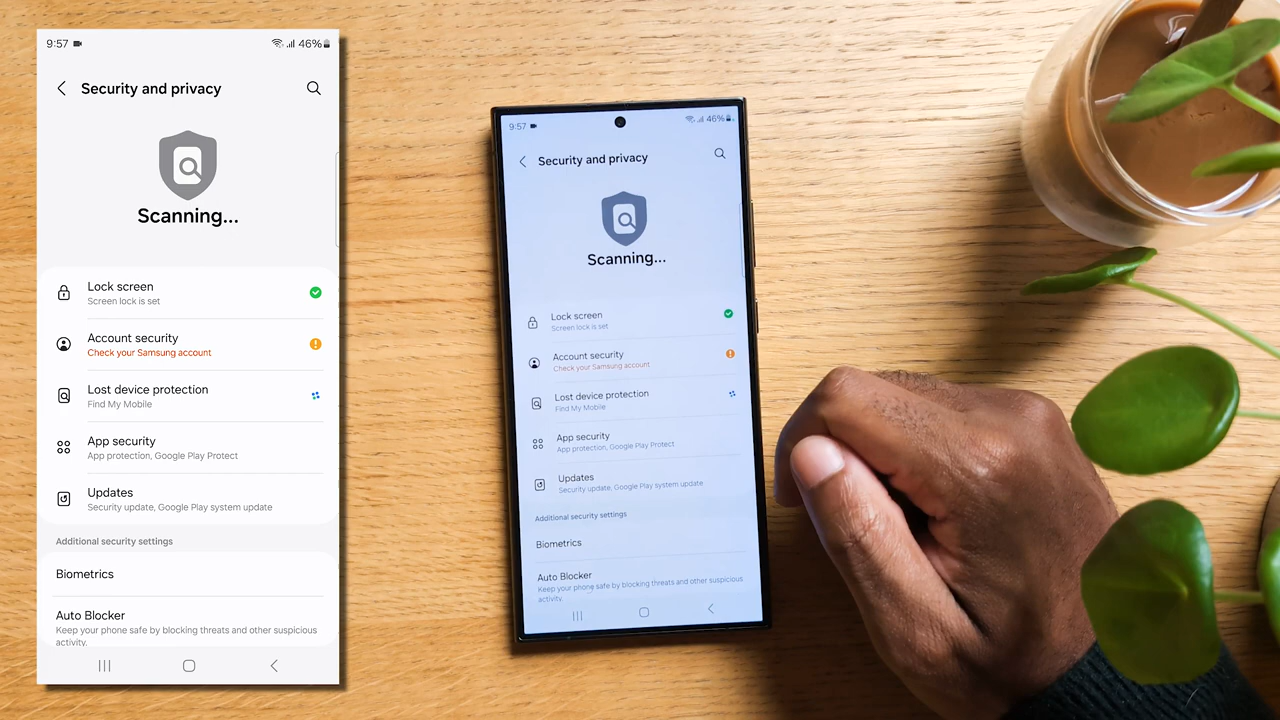 9:57
46%
Security and privacy
Scanning...
Lock screen
Screen lock is set
Account security
Check your Samsung account
Lost device protection
Find My Mobile
App security
App protection, Google Play Protect
Updates
Security update, Google Play system update
Additional security settings
Biometrics
Auto Blocker
Keep your phone safe by blocking threats and other suspicious
activity.
9:57
46%
Security and privacy
Scanning...
Lock screen
Screen lock is set
Account security
Check your Samsung account
Lost device protection
Find My Mobile
App security
App protection, Google Play Protect
Updates
Security update, Google Play system update
Additional security settings
Biometrics
Auto Blocker
Keep your phone safe by blocking threats and other suspicious
activity.